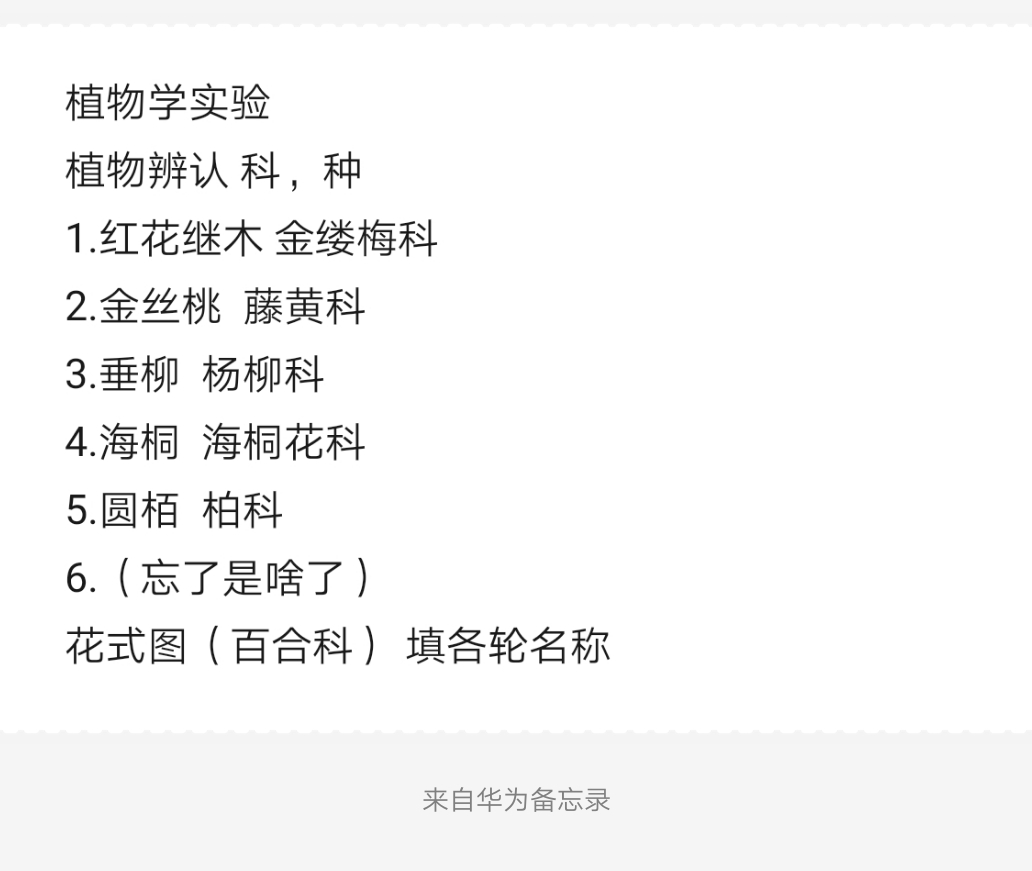 植物学实验
植物辨认 科，种
1.红花继木 金缕梅科
2.金丝桃 藤黄科
3.垂柳 杨柳科
4.海桐 海桐花科
5.圆栢 柏科
6.（忘了是啥了）
花式图（百合科） 填各轮名称
来自华为备忘录